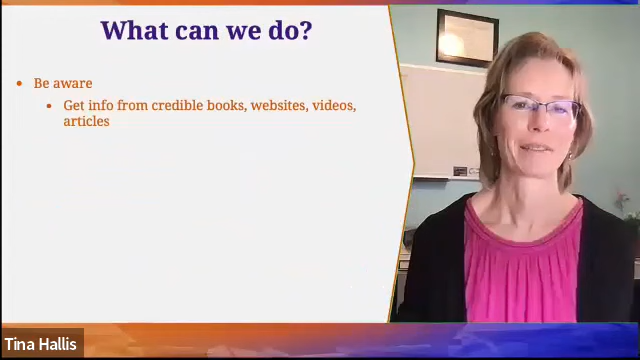 What can we do?
Be aware
Get info from credible books, websites, videos,
articles
Tina Hallis